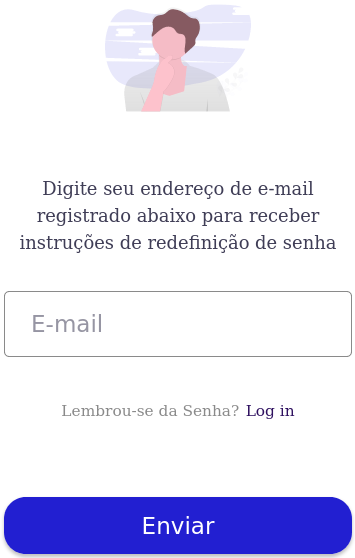 Digite seu endereço de e-mail
registrado abaixo para receber
instruções de redefinição de senha
E-mail
Lembrou-se da Senha? Log in
Enviar